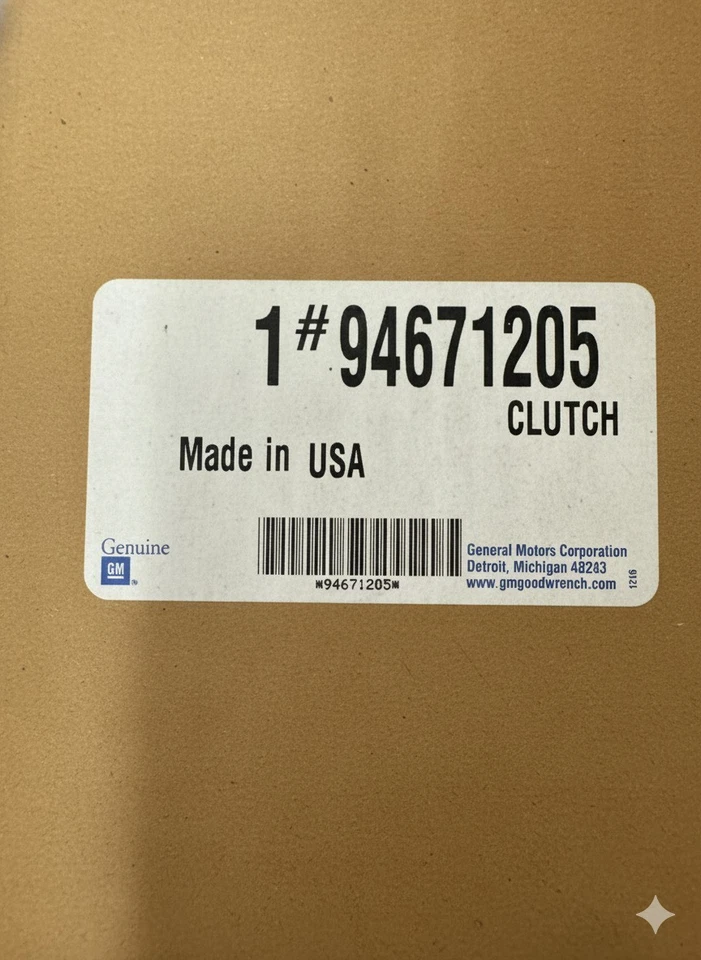 1#94671205
CLUTCH
Made in USA
Genuine
GM
*94671205*
General Motors Corporation
Detroit, Michigan 48243
www.gmgoodwrench.com
1216